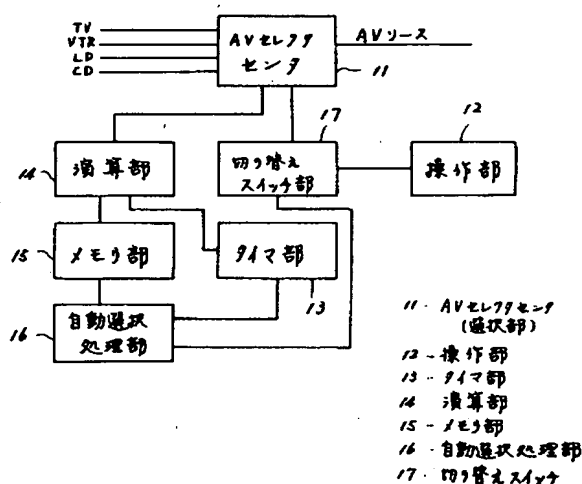 TV
VTR
LD
CD
AVセレクタ
センタ
AVソース
11
17
12
14
演算部
切り替え
スイッチ部
操作部
15
メモリ部
タイマ部
13
16
自動選択
処理部
11 - AVセレクタセンタ
(選択部)
12 - 操作部
13 - タイマ部
14 演算部
15 - メモリ部
16 - 自動選択処理部
17 - 切り替えスイッチ